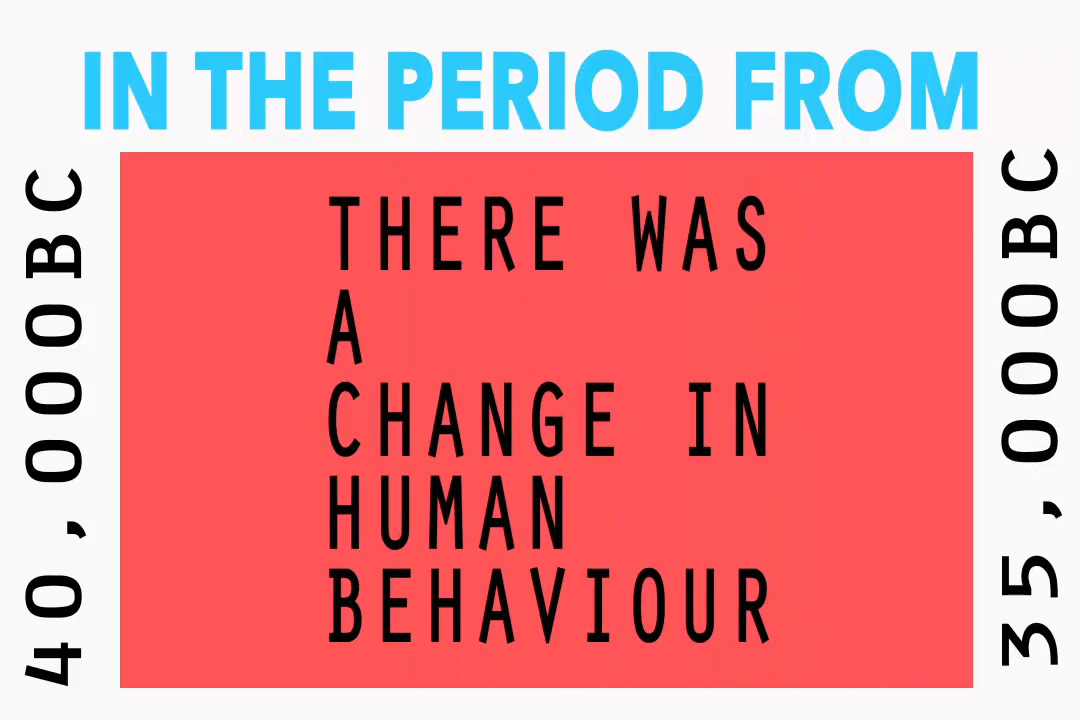 IN THE PERIOD FROM
40,000BC
THERE WAS
A
CHANGE IN
HUMAN
BEHAVIOUR
35,000BC